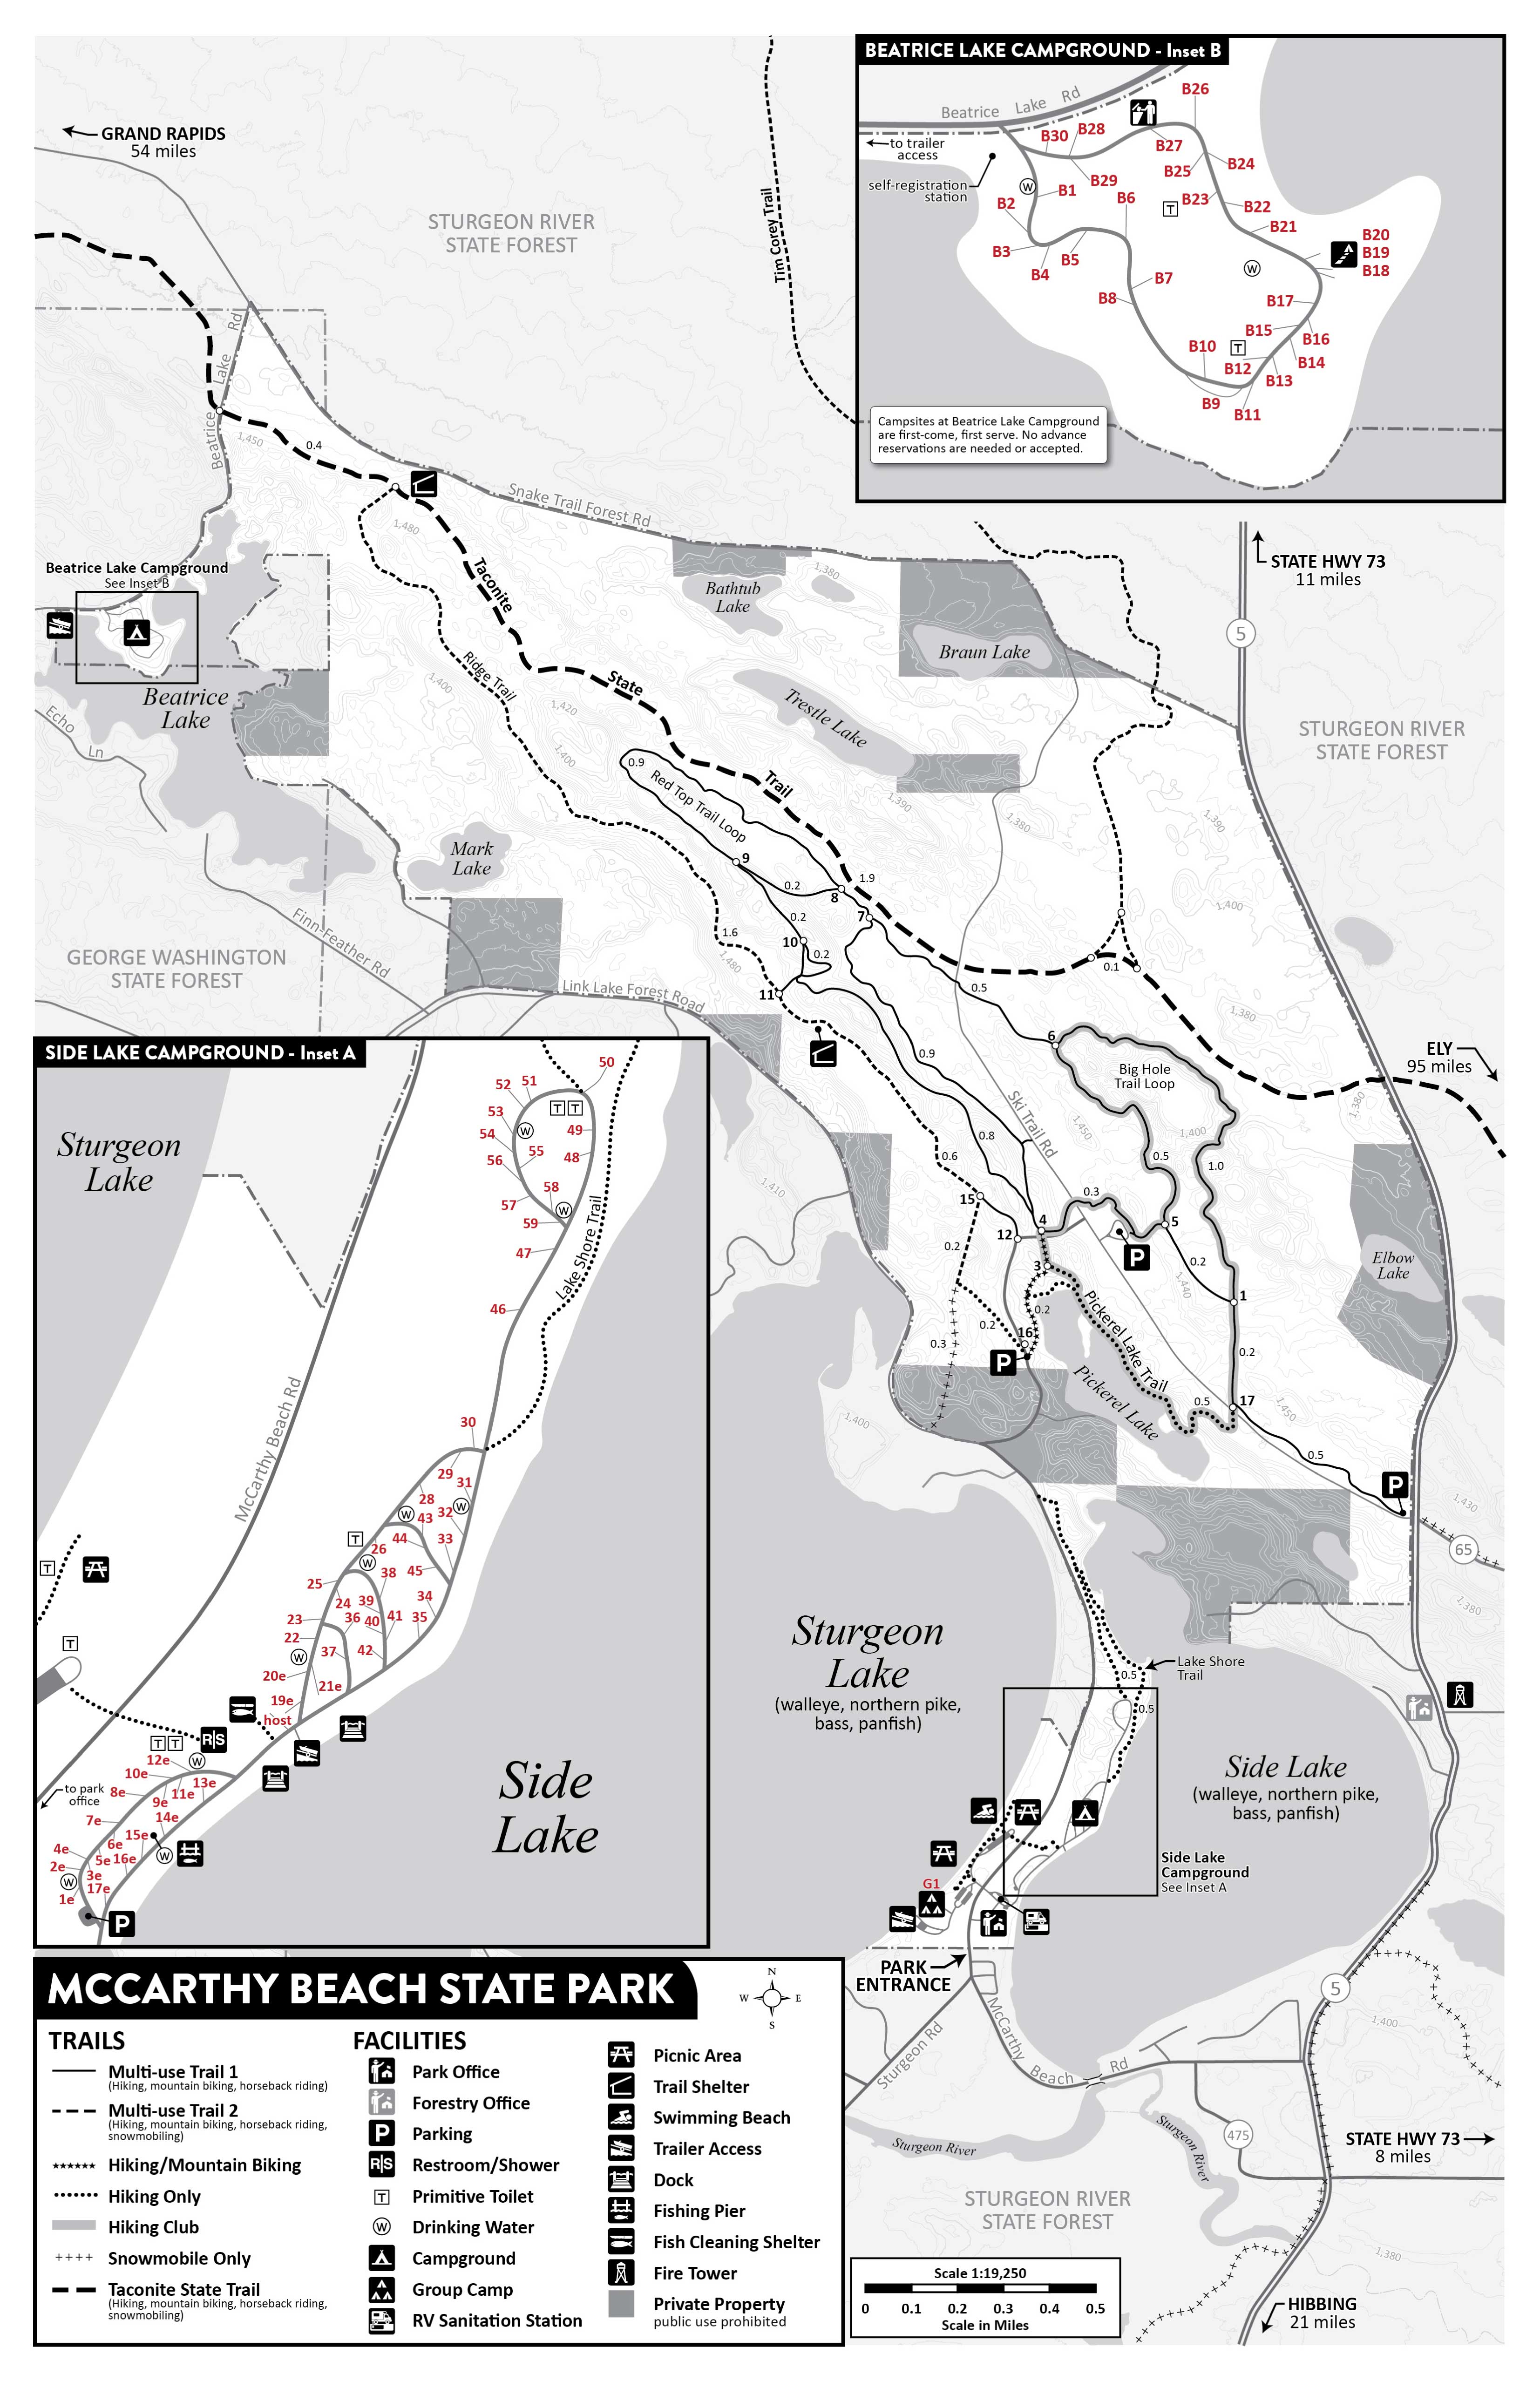 BEATRICE LAKE CAMPGROUND - Inset B
Beatrice Lake Rd
to trailer
access
self-registration
station
B26
B30
B28
B27
B25
B24
B29
B1
B6
B23
B2
B22
B21
B3
B5
B4
B20
B19
B18
B7
B8
B17
B15
B16
B10
B14
B12
B13
B9
B11
W
T
W
T
Campsites at Beatrice Lake Campground
are first-come, first serve. No advance
reservations are needed or accepted.
GRAND RAPIDS
54 miles
Tim Corey Trail
STURGEON RIVER
STATE FOREST
Beatrice Lake Rd
1,450
0.4
Snake Trail Forest Rd
1,480
STATE HWY 73
11 miles
5
Beatrice Lake Campground
See Inset B
Taconite State Trail
Bathtub
Lake
1,380
Braun Lake
Ridge Trail
1,400
1,420
1,400
Beatrice
Lake
Echo Ln
Trestle Lake
STURGEON RIVER
STATE FOREST
0.9
Red Top Trail Loop
1,390
1,380
1,390
Mark
Lake
9
1.9
0.2
8
7
0.2
1,400
Finn-Feather Rd
1.6
10
0.2
1,480
GEORGE WASHINGTON
STATE FOREST
0.1
0.5
Link Lake Forest Road
11
1,380
6
Big Hole
Trail Loop
ELY
95 miles
0.9
Ski Trail Rd
1,380
1,450
1,400
0.8
0.6
0.5
1.0
1,410
15
0.3
4
12
5
P
0.2
0.2
3
1,440
1
Elbow
Lake
0.2
0.2
16
0.3
P
Pickerel Lake Trail
0.2
Pickerel Lake
0.5
17
1,450
1,400
0.5
P
1,430
65
1,380
SIDE LAKE CAMPGROUND - Inset A
Sturgeon
Lake
50
52
51
T T
53
W
54
49
55
56
48
58
57
W
59
47
Lake Shore Trail
46
McCarthy Beach Rd
30
29
31
28
W
43
32
W
T
44
33
26
W
38
45
25
34
24
39
23
36
40
41
35
22
37
42
W
20e
21e
19e
host
T
T
T T
R|S
12e
W
10e
13e
8e
11e
9e
to park
office
7e
14e
15e
6e
W
4e
5e
16e
2e
3e
W
17e
1e
P
Side
Lake
Sturgeon
Lake
(walleye, northern pike,
bass, panfish)
0.5
Lake Shore
Trail
0.5
Side Lake
(walleye, northern pike,
bass, panfish)
Side Lake
Campground
See Inset A
G1
PARK
ENTRANCE
McCarthy Beach Rd
Sturgeon Rd
Sturgeon River
Sturgeon River
5
1,400
475
STATE HWY 73
8 miles
STURGEON RIVER
STATE FOREST
1,380
HIBBING
21 miles
Scale 1:19,250
0 0.1 0.2 0.3 0.4 0.5
Scale in Miles
MCCARTHY BEACH STATE PARK
N
W E
S
TRAILS
Multi-use Trail 1
(Hiking, mountain biking, horseback riding)
Multi-use Trail 2
(Hiking, mountain biking, horseback riding,
snowmobiling)
Hiking/Mountain Biking
Hiking Only
Hiking Club
Snowmobile Only
Taconite State Trail
(Hiking, mountain biking, horseback riding,
snowmobiling)
FACILITIES
Park Office
Forestry Office
P Parking
R|S Restroom/Shower
T Primitive Toilet
W Drinking Water
Campground
Group Camp
RV Sanitation Station
Picnic Area
Trail Shelter
Swimming Beach
Trailer Access
Dock
Fishing Pier
Fish Cleaning Shelter
Fire Tower
Private Property
public use prohibited